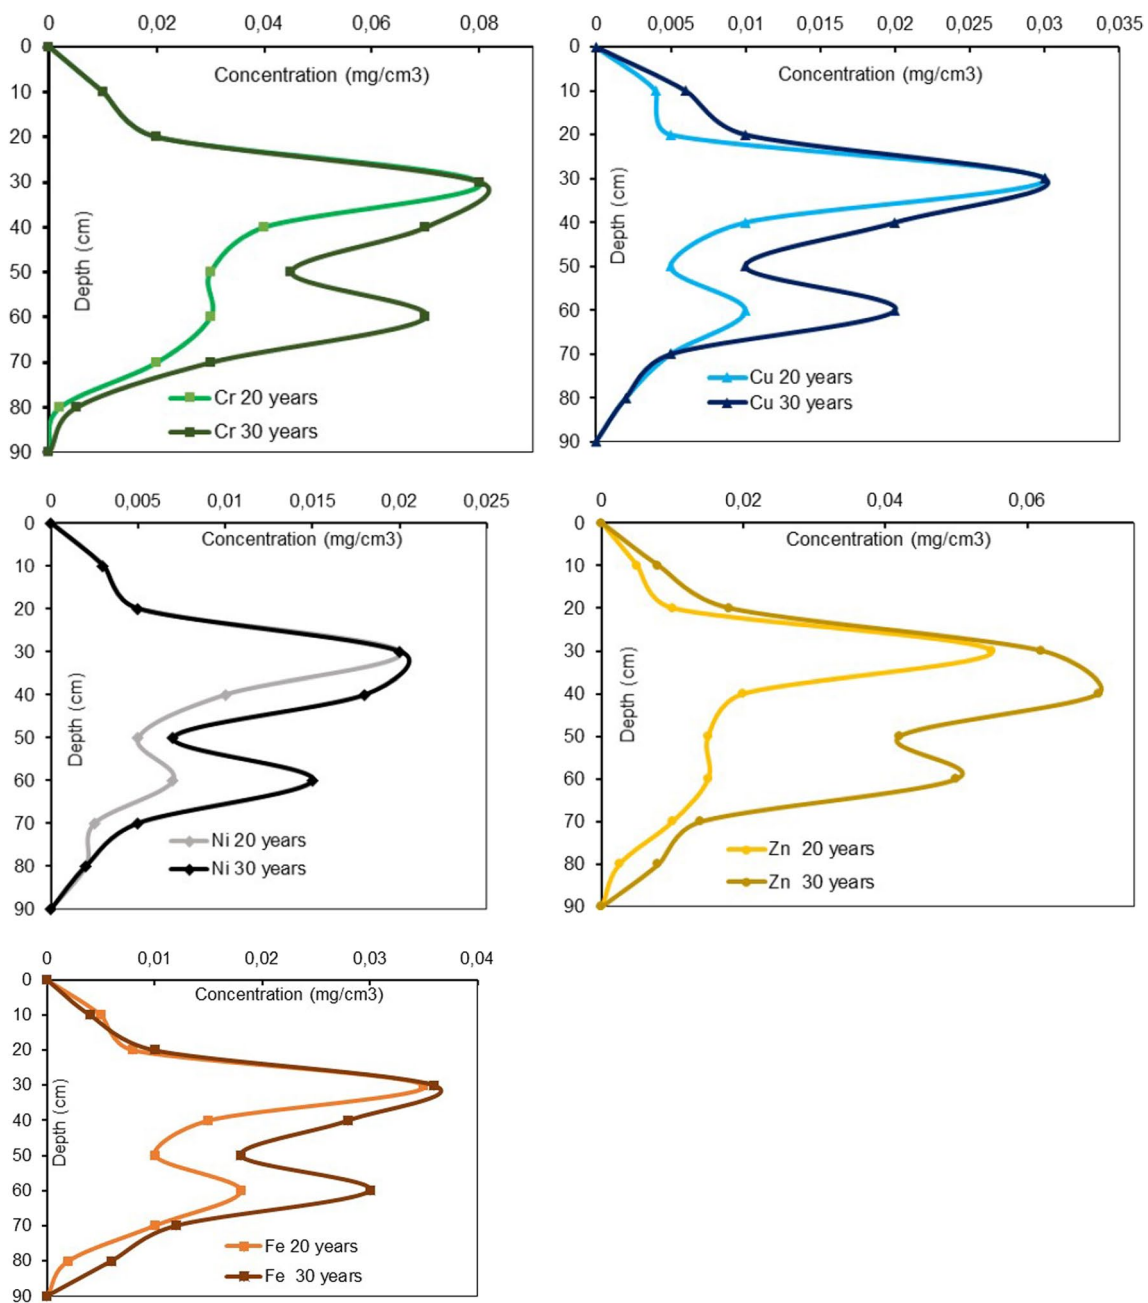 0 0,02 0,04 0,06 0,08
Concentration (mg/cm3)
0
10
20
30
40
50
60
70
80
90
Depth (cm)
Cr 20 years
Cr 30 years
0 0,005 0,01 0,015 0,02 0,025 0,03 0,035
Concentration (mg/cm3)
0
10
20
30
40
50
60
70
80
90
Depth (cm)
Cu 20 years
Cu 30 years
0 0,005 0,01 0,015 0,02 0,025
Concentration (mg/cm3)
0
10
20
30
40
50
60
70
80
90
Depth (cm)
Ni 20 years
Ni 30 years
0 0,02 0,04 0,06
Concentration (mg/cm3)
0
10
20
30
40
50
60
70
80
90
Depth (cm)
Zn 20 years
Zn 30 years
0 0,01 0,02 0,03 0,04
Concentration (mg/cm3)
0
10
20
30
40
50
60
70
80
90
Depth (cm)
Fe 20 years
Fe 30 years